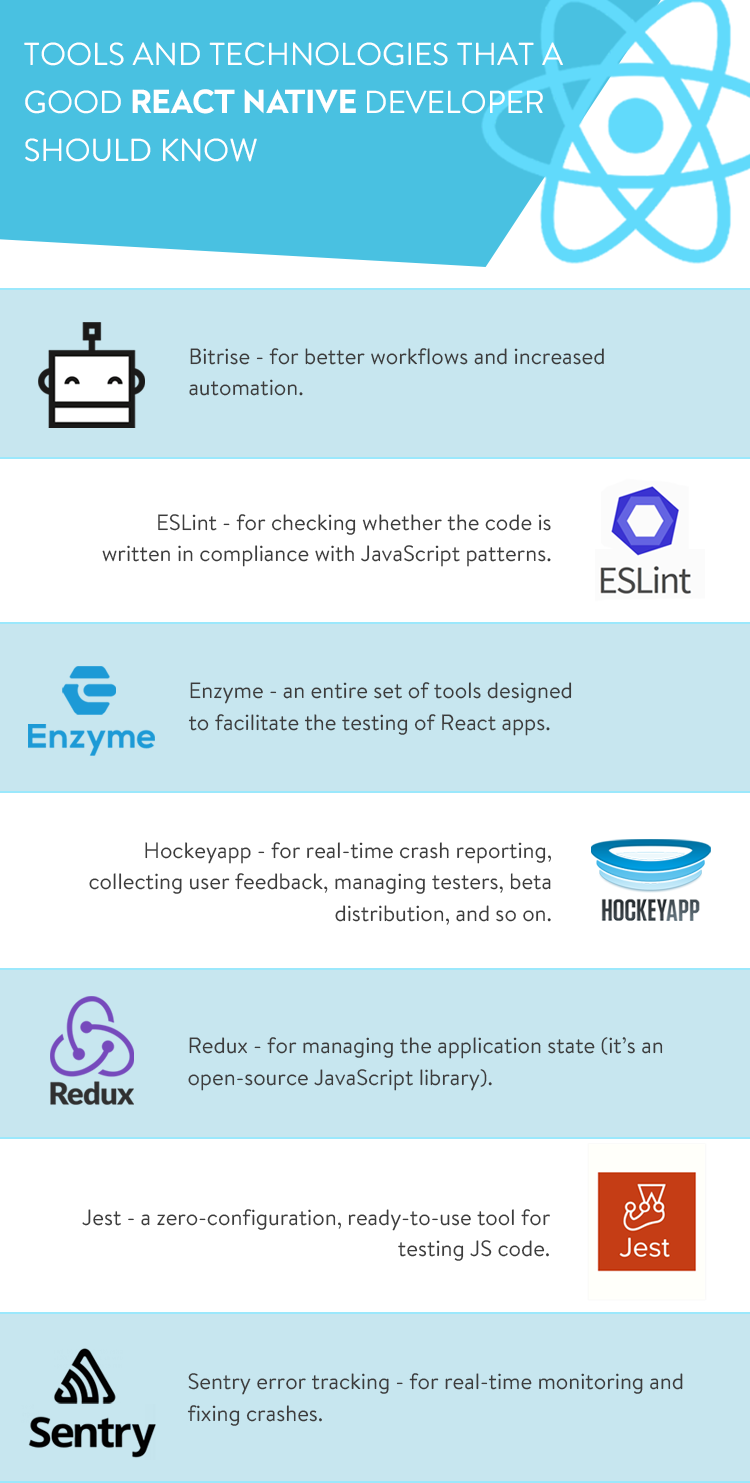 TOOLS AND TECHNOLOGIES THAT A
GOOD REACT NATIVE DEVELOPER
SHOULD KNOW
Bitrise - for better workflows and increased
automation.
ESLint - for checking whether the code is
written in compliance with JavaScript patterns.
ESLint
Enzyme
Enzyme - an entire set of tools designed
to facilitate the testing of React apps.
Hockeyapp - for real-time crash reporting,
collecting user feedback, managing testers, beta
distribution, and so on.
HOCKEYAPP
Redux
Redux - for managing the application state (it’s an
open-source JavaScript library).
Jest - a zero-configuration, ready-to-use tool for
testing JS code.
Jest
Sentry
Sentry error tracking - for real-time monitoring and
fixing crashes.